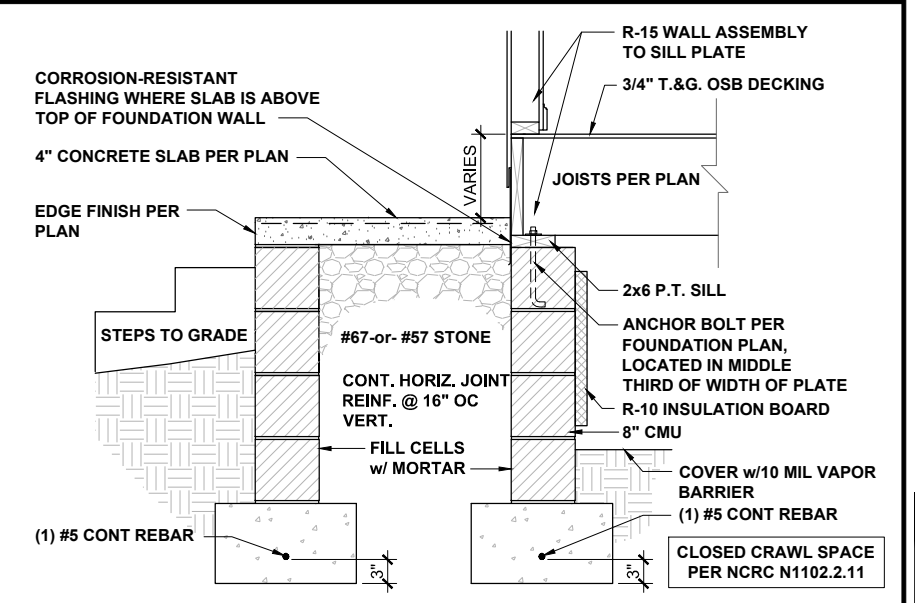 CORROSION-RESISTANT
FLASHING WHERE SLAB IS ABOVE
TOP OF FOUNDATION WALL
4" CONCRETE SLAB PER PLAN
EDGE FINISH PER
PLAN
STEPS TO GRADE
(1) #5 CONT REBAR
VARIES
#67-or- #57 STONE
CONT. HORIZ. JOINT
REINF. @ 16" OC
VERT.
FILL CELLS
w/ MORTAR
3"
3"
R-15 WALL ASSEMBLY
TO SILL PLATE
3/4" T.&G. OSB DECKING
JOISTS PER PLAN
2x6 P.T. SILL
ANCHOR BOLT PER
FOUNDATION PLAN,
LOCATED IN MIDDLE
THIRD OF WIDTH OF PLATE
R-10 INSULATION BOARD
8" CMU
COVER w/10 MIL VAPOR
BARRIER
(1) #5 CONT REBAR
CLOSED CRAWL SPACE
PER NCRC N1102.2.11